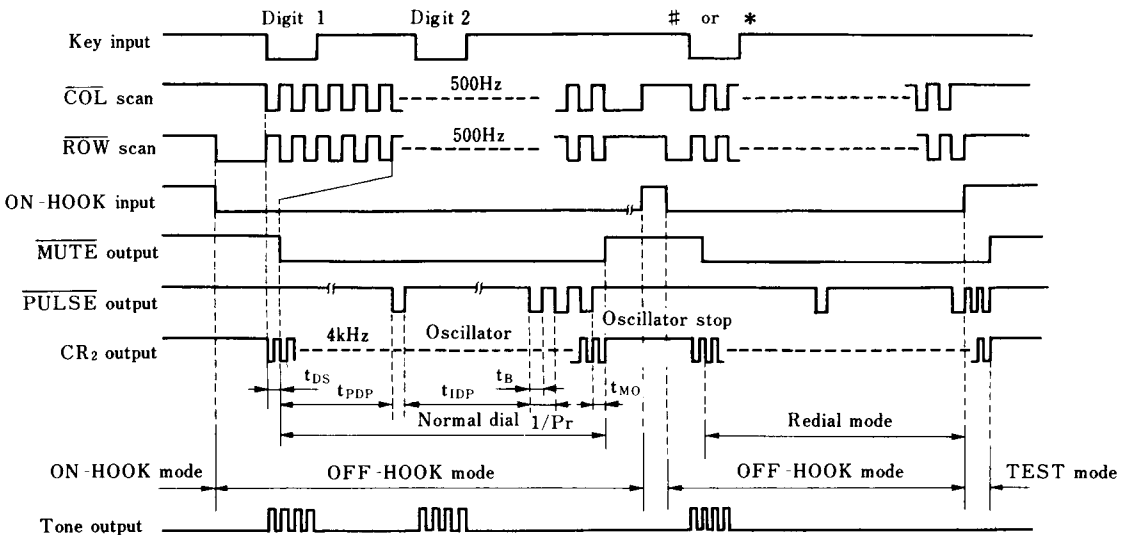 Digit 1 Digit 2 # or *
Key input
COL scan 500Hz
ROW scan 500Hz
ON-HOOK input
MUTE output
PULSE output
Oscillator stop
CR₂ output 4kHz Oscillator
tDS tPDP tIDP tB tMO
Normal dial 1/Pr Redial mode
ON-HOOK mode OFF-HOOK mode OFF-HOOK mode TEST mode
Tone output